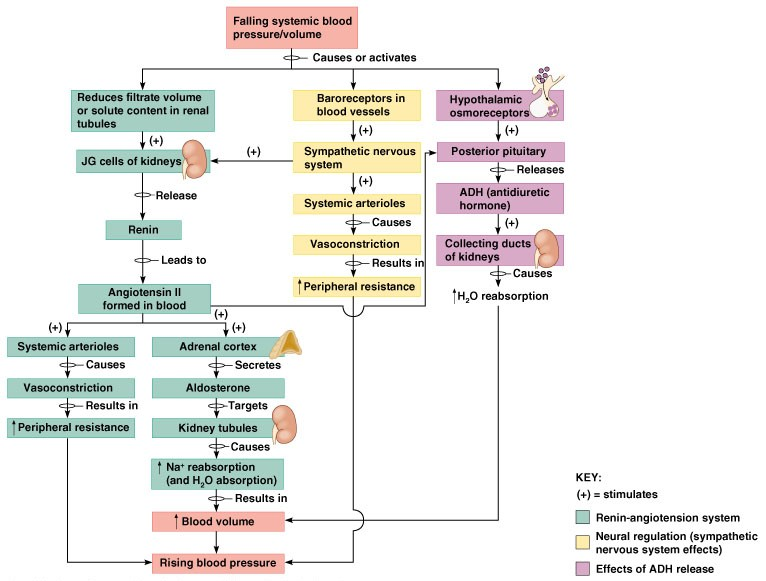 Falling systemic blood
pressure/volume
Causes or activates
Reduces filtrate volume
or solute content in renal
tubules
Baroreceptors in
blood vessels
Hypothalamic
osmoreceptors
(+)
(+)
(+)
JG cells of kidneys
(+)
Sympathetic nervous
system
Posterior pituitary
Release
(+)
Releases
Systemic arterioles
ADH (antidiuretic
hormone)
Renin
Causes
(+)
Leads to
Vasoconstriction
Collecting ducts
of kidneys
Results in
Causes
Angiotensin II
formed in blood
↑Peripheral resistance
↑H₂O reabsorption
(+)
(+)
(+)
Systemic arterioles
Adrenal cortex
Causes
Secretes
Vasoconstriction
Aldosterone
Results in
Targets
↑Peripheral resistance
Kidney tubules
Causes
↑Na⁺ reabsorption
(and H₂O absorption)
Results in
↑Blood volume
Rising blood pressure
KEY:
(+) = stimulates
Renin-angiotension system
Neural regulation (sympathetic
nervous system effects)
Effects of ADH release